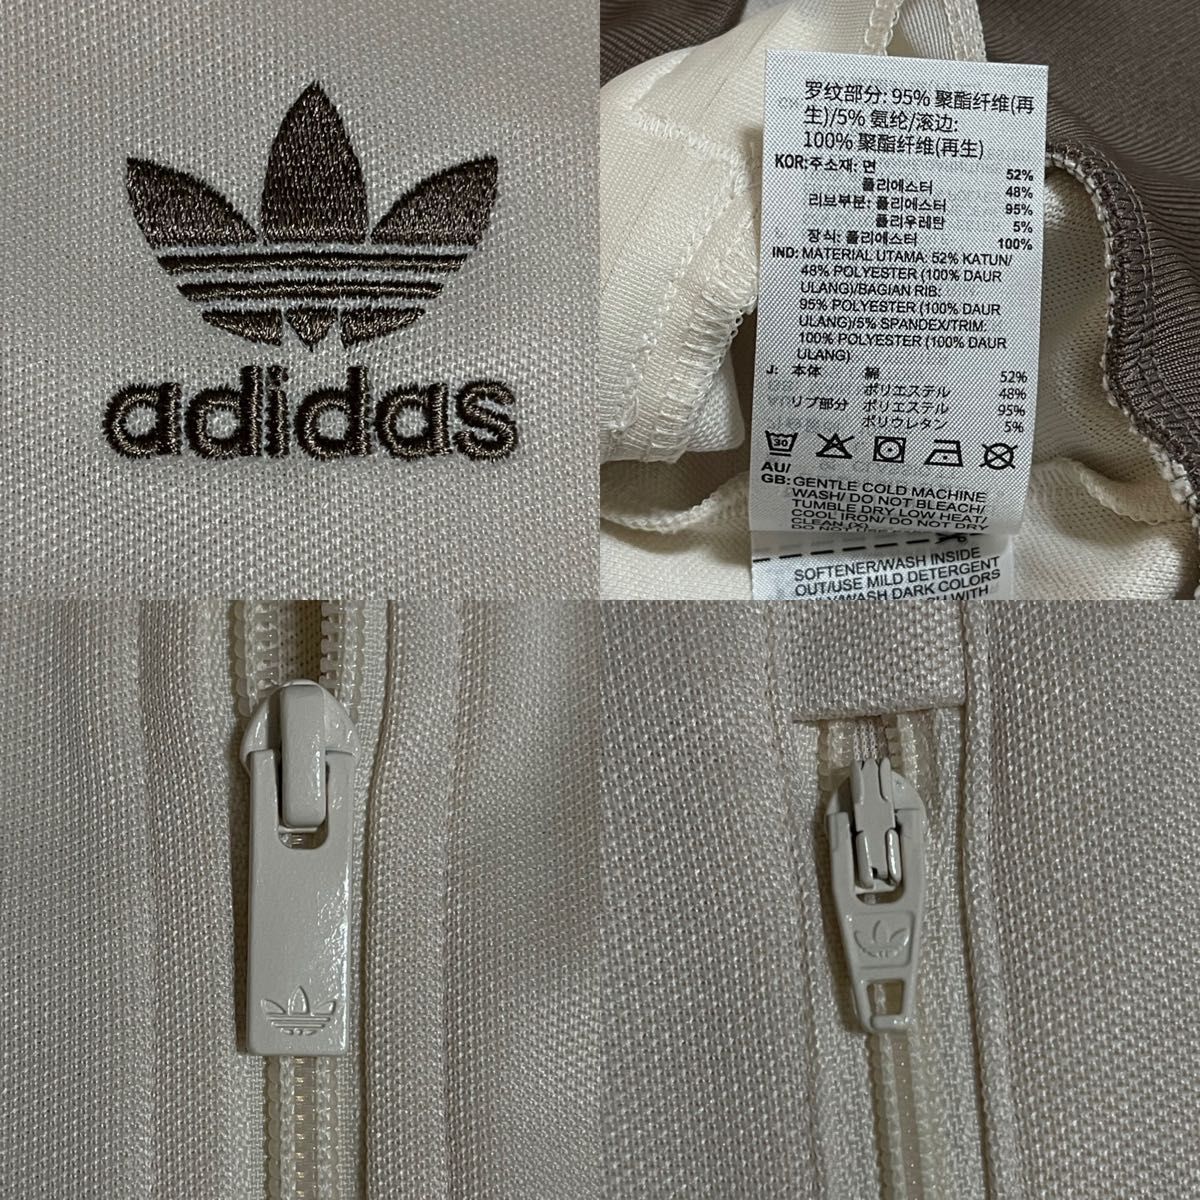 adidas
罗纹部分: 95% 聚酯纤维(再
生)/5% 氨纶/滚边:
100% 聚酯纤维(再生)
KOR: 주소재: 면 52%
폴리에스터 48%
리브부분: 폴리에스터 95%
폴리우레탄 5%
장식: 폴리에스터 100%
IND: MATERIAL UTAMA: 52% KATUN/
48% POLYESTER (100% DAUR
ULANG)/BAGIAN RIB:
95% POLYESTER (100% DAUR
ULANG)/5% SPANDEX/TRIM:
100% POLYESTER (100% DAUR
ULANG)
J: 本体 綿 52%
ポリエステル 48%
リブ部分 ポリエステル 95%
ポリウレタン 5%
30
AU/
GB: GENTLE COLD MACHINE
WASH/ DO NOT BLEACH/
TUMBLE DRY LOW HEAT/
COOL IRON/ DO NOT DRY
CLEAN (X)
DO NOT USE
SOFTENER/WASH INSIDE
OUT/USE MILD DETERGENT
WASH DARK COLORS
WITH